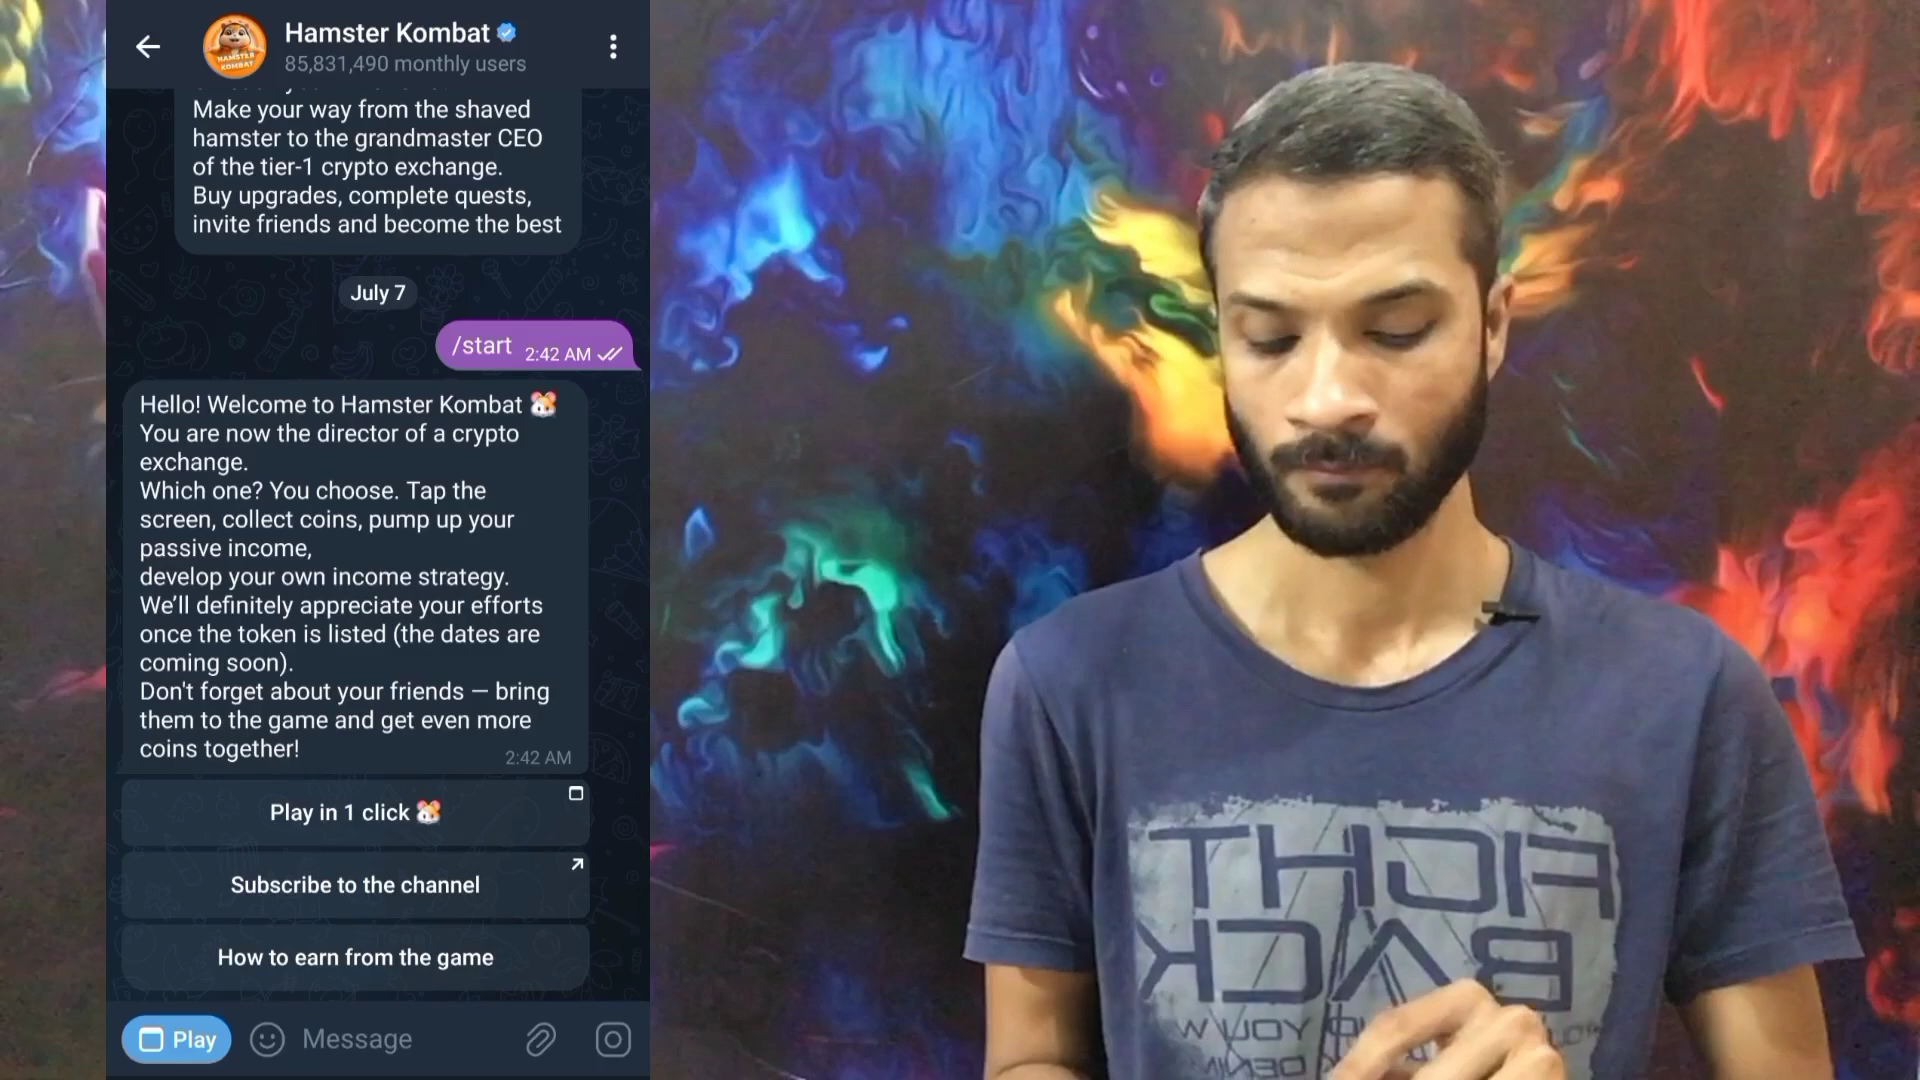 Hamster Kombat
85,831,490 monthly users
HAMSTER
KOMBAT
Make your way from the shaved
hamster to the grandmaster CEO
of the tier-1 crypto exchange.
Buy upgrades, complete quests,
invite friends and become the best
July 7
/start 2:42 AM
Hello! Welcome to Hamster Kombat 🐹
You are now the director of a crypto
exchange.
Which one? You choose. Tap the
screen, collect coins, pump up your
passive income,
develop your own income strategy.
We’ll definitely appreciate your efforts
once the token is listed (the dates are
coming soon).
Don't forget about your friends — bring
them to the game and get even more
coins together!
2:42 AM
Play in 1 click 🐹
Subscribe to the channel
How to earn from the game
Play
Message
FIGHT
BACK